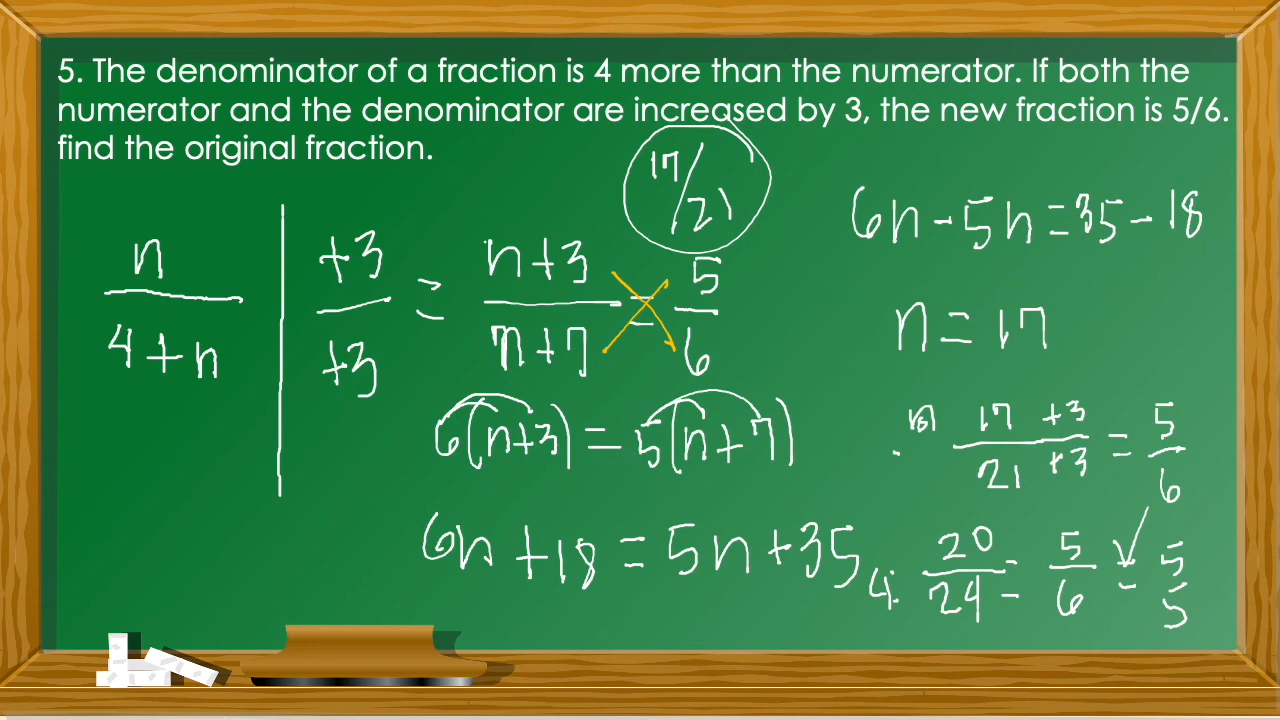 5. The denominator of a fraction is 4 more than the numerator. If both the
numerator and the denominator are increased by 3, the new fraction is 5/6.
find the original fraction.
17/21
n/4+n | +3/+3 = n+3/n+7 = 5/6
6(n+3) = 5(n+7)
6n+18 = 5n+35
6n-5n=35-18
n=17
17 +3/21 +3 = 5/6
4. 20/24 = 5/6
5
5